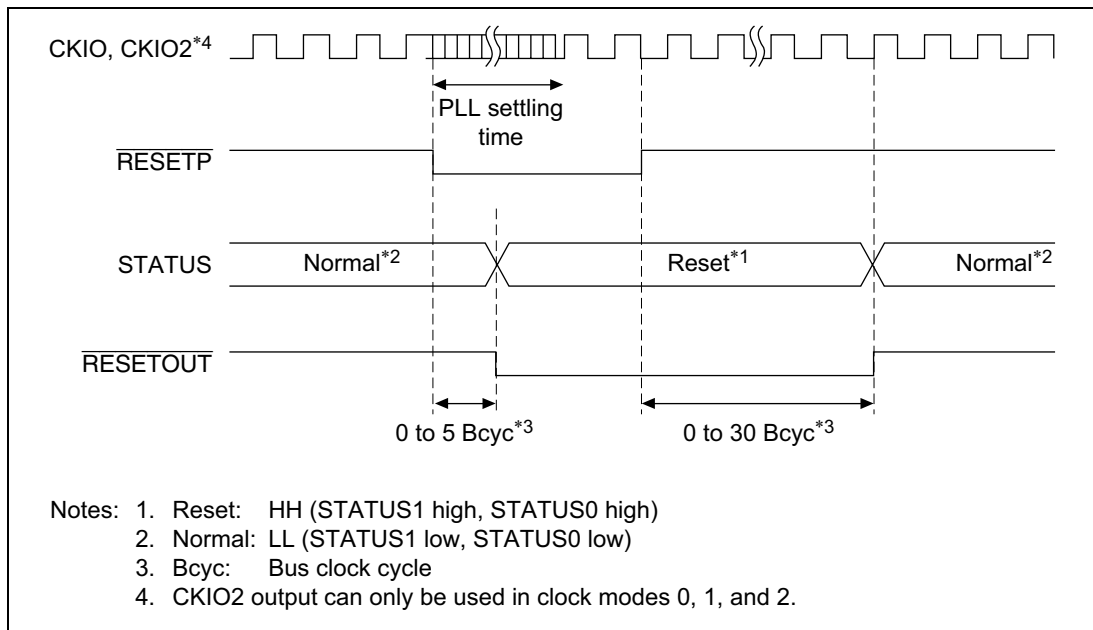 CKIO, CKIO2*4
PLL settling
time
RESETP
STATUS
Normal*2
Reset*1
Normal*2
RESETOUT
0 to 5 Bcyc*3
0 to 30 Bcyc*3
Notes: 1. Reset: HH (STATUS1 high, STATUS0 high)
2. Normal: LL (STATUS1 low, STATUS0 low)
3. Bcyc: Bus clock cycle
4. CKIO2 output can only be used in clock modes 0, 1, and 2.